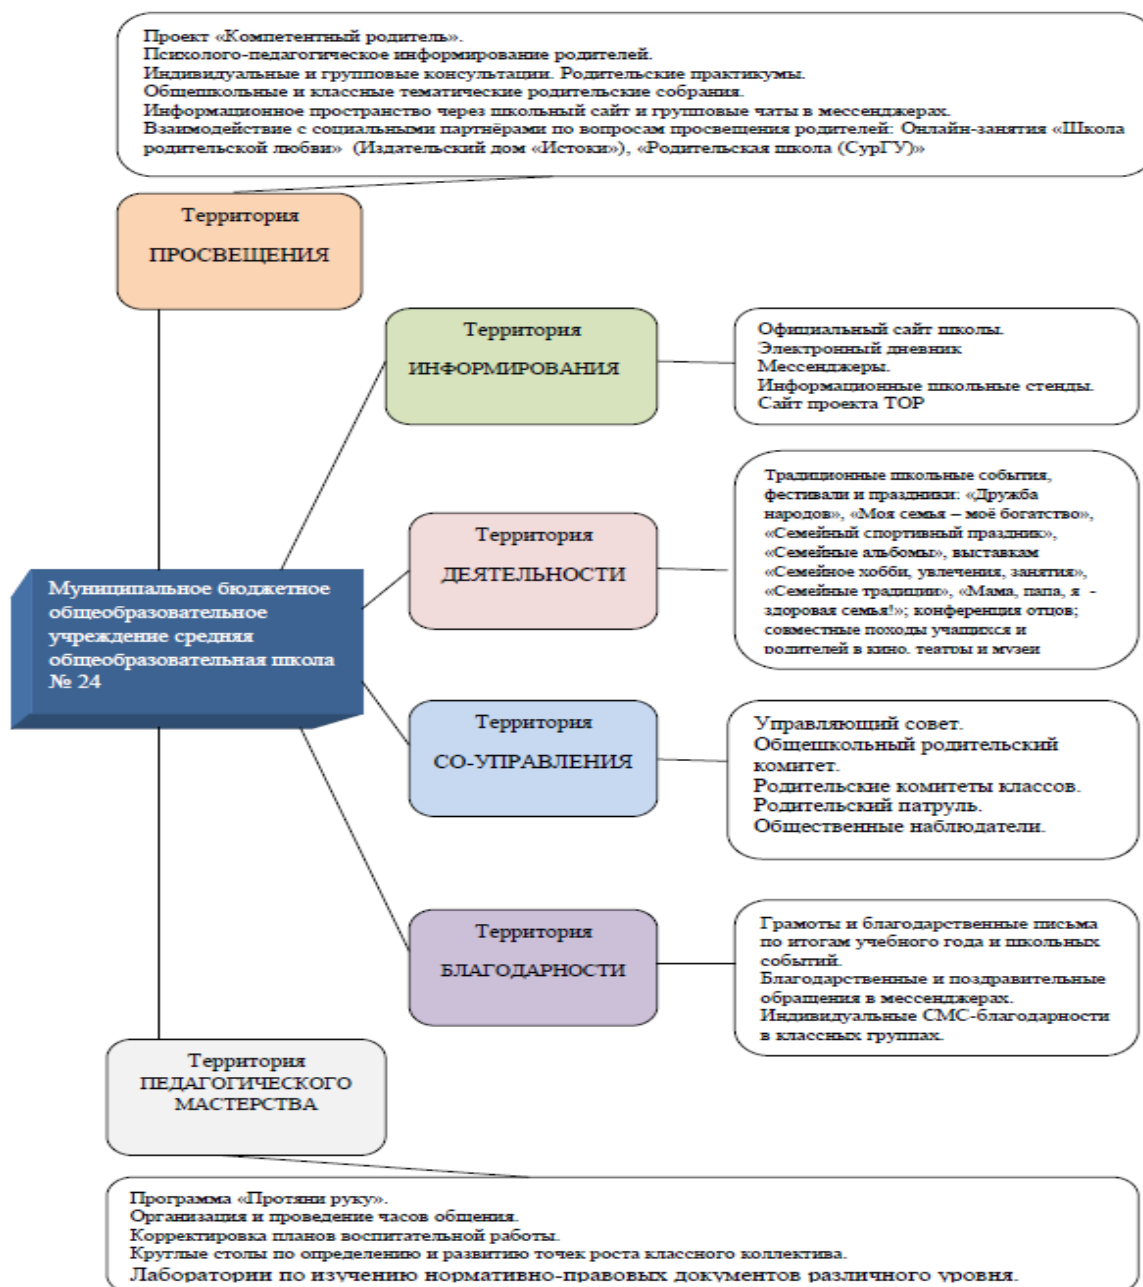 Проект «Компетентный родитель».
Психолого-педагогическое информирование родителей.
Индивидуальные и групповые консультации. Родительские практикумы.
Общешкольные и классные тематические родительские собрания.
Информационное пространство через школьный сайт и групповые чаты в мессенджерах.
Взаимодействие с социальными партнёрами по вопросам просвещения родителей: Онлайн-занятия «Школа
родительской любви» (Издательский дом «Истоки»), «Родительская школа (СурГУ)»
Территория
ПРОСВЕЩЕНИЯ
Территория
ИНФОРМИРОВАНИЯ
Официальный сайт школы.
Электронный дневник
Мессенджеры.
Информационные школьные стенды.
Сайт проекта ТОР
Территория
ДЕЯТЕЛЬНОСТИ
Традиционные школьные события,
фестивали и праздники: «Дружба
народов», «Моя семья – моё богатство»,
«Семейный спортивный праздник»,
«Семейные альбомы», выставкам
«Семейное хобби, увлечения, занятия»,
«Семейные традиции», «Мама, папа, я -
здоровая семья!»; конференция отцов;
совместные походы учащихся и
родителей в кино, театры и музеи
Муниципальное бюджетное
общеобразовательное
учреждение средняя
общеобразовательная школа
№ 24
Территория
СО-УПРАВЛЕНИЯ
Управляющий совет.
Общешкольный родительский
комитет.
Родительские комитеты классов.
Родительский патруль.
Общественные наблюдатели.
Территория
БЛАГОДАРНОСТИ
Грамоты и благодарственные письма
по итогам учебного года и школьных
событий.
Благодарственные и поздравительные
обращения в мессенджерах.
Индивидуальные СМС-благодарности
в классных группах.
Территория
ПЕДАГОГИЧЕСКОГО
МАСТЕРСТВА
Программа «Протяни руку».
Организация и проведение часов общения.
Корректировка планов воспитательной работы.
Круглые столы по определению и развитию точек роста классного коллектива.
Лаборатории по изучению нормативно-правовых документов различного уровня.